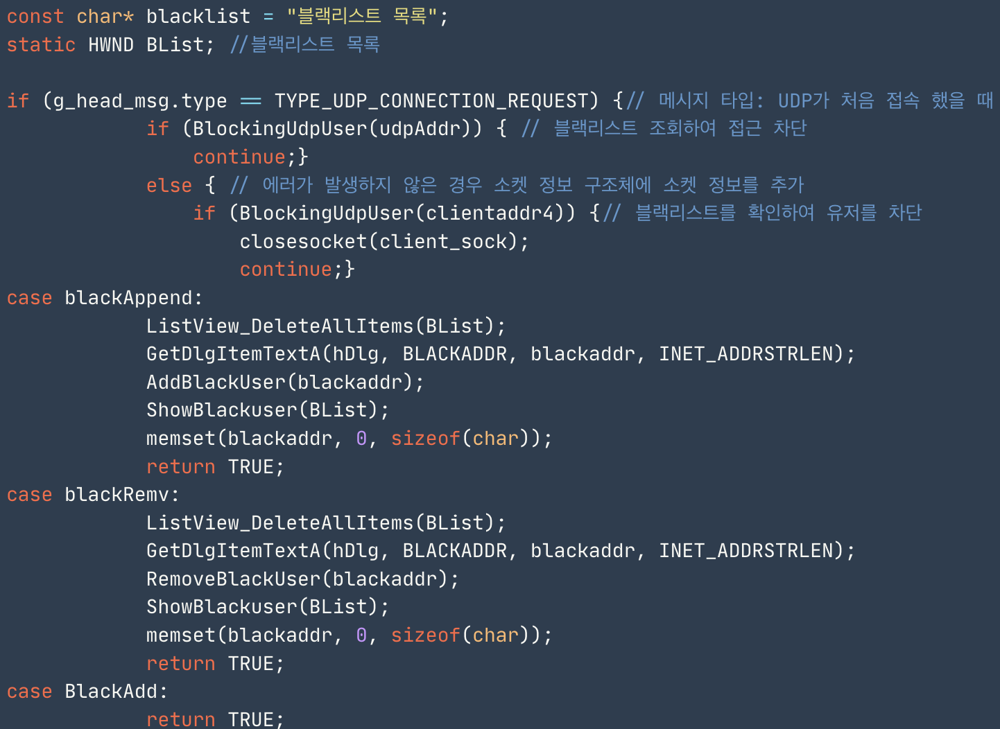 const char* blacklist = "블랙리스트 목록";
static HWND BList; //블랙리스트 목록
if (g_head_msg.type == TYPE_UDP_CONNECTION_REQUEST) {// 메시지 타입: UDP가 처음 접속 했을 때
if (BlockingUdpUser(udpAddr)) { // 블랙리스트 조회하여 접근 차단
continue;}
else { // 에러가 발생하지 않은 경우 소켓 정보 구조체에 소켓 정보를 추가
if (BlockingUdpUser(clientaddr4)) {// 블랙리스트를 확인하여 유저를 차단
closesocket(client_sock);
continue;}
case blackAppend:
ListView_DeleteAllItems(BList);
GetDlgItemTextA(hDlg, BLACKADDR, blackaddr, INET_ADDRSTRLEN);
AddBlackUser(blackaddr);
ShowBlackuser(BList);
memset(blackaddr, 0, sizeof(char));
return TRUE;
case blackRemv:
ListView_DeleteAllItems(BList);
GetDlgItemTextA(hDlg, BLACKADDR, blackaddr, INET_ADDRSTRLEN);
RemoveBlackUser(blackaddr);
ShowBlackuser(BList);
memset(blackaddr, 0, sizeof(char));
return TRUE;
case BlackAdd:
return TRUE;